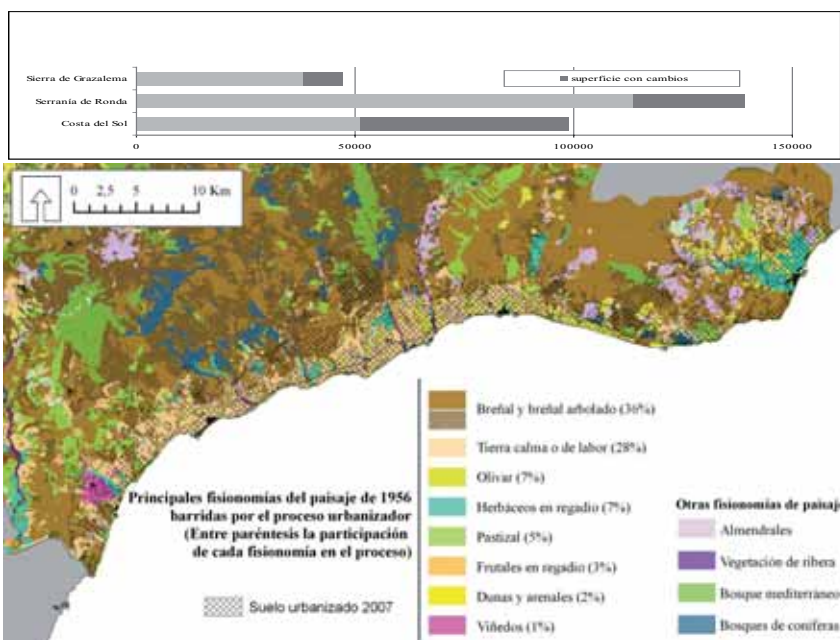 Sierra de Grazalema
superficie con cambios
Serranía de Ronda
Costa del Sol
0 50000 100000 150000
0 2,5 5 10 Km
Breñal y breñal arbolado (36%)
Tierra calma o de labor (28%)
Olivar (7%)
Herbáceos en regadío (7%)
Pastizal (5%)
Frutales en regadío (3%)
Dunas y arenales (2%)
Viñedos (1%)
Principales fisionomías del paisaje de 1956
barridas por el proceso urbanizador
(Entre paréntesis la participación
de cada fisionomía en el proceso)
Suelo urbanizado 2007
Otras fisionomías de paisaje
Almendrales
Vegetación de ribera
Bosque mediterráneo
Bosques de coníferas